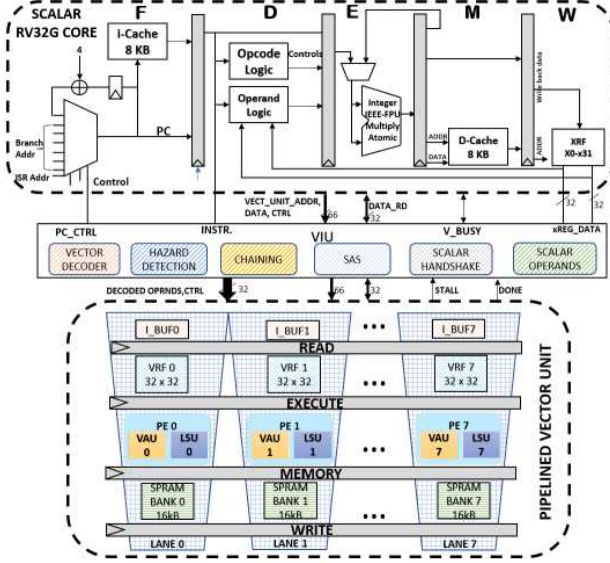 SCALAR
RV32G CORE
F
D
E
M
W
i-Cache
8 KB
4
Opcode
Logic
Controls
Operand
Logic
Integer
IEEE-FPU
Multiply
Atomic
ADDR
DATA
D-Cache
8 KB
Write back data
ADDR
XRF
X0-x31
Branch
Addr
ISR Addr
PC
Control
VECT_UNIT_ADDR,
DATA, CTRL
66
DATA_RD
32
32
32
PC_CTRL
INSTR.
VIU
V_BUSY
xREG_DATA
VECTOR
DECODER
HAZARD
DETECTION
CHAINING
SAS
SCALAR
HANDSHAKE
SCALAR
OPERANDS
DECODED OPRNDS,CTRL
32
66
32
STALL
DONE
I_BUF0
I_BUF1
...
I_BUF7
READ
VRF 0
32 x 32
VRF 1
32 x 32
...
VRF 7
32 x 32
EXECUTE
PE 0
VAU
0
LSU
0
PE 1
VAU
1
LSU
1
...
PE 7
VAU
7
LSU
7
MEMORY
SPRAM
BANK 0
16kB
SPRAM
BANK 1
16kB
...
SPRAM
BANK 7
16kB
WRITE
LANE 0
LANE 1
LANE 7
PIPELINED VECTOR UNIT